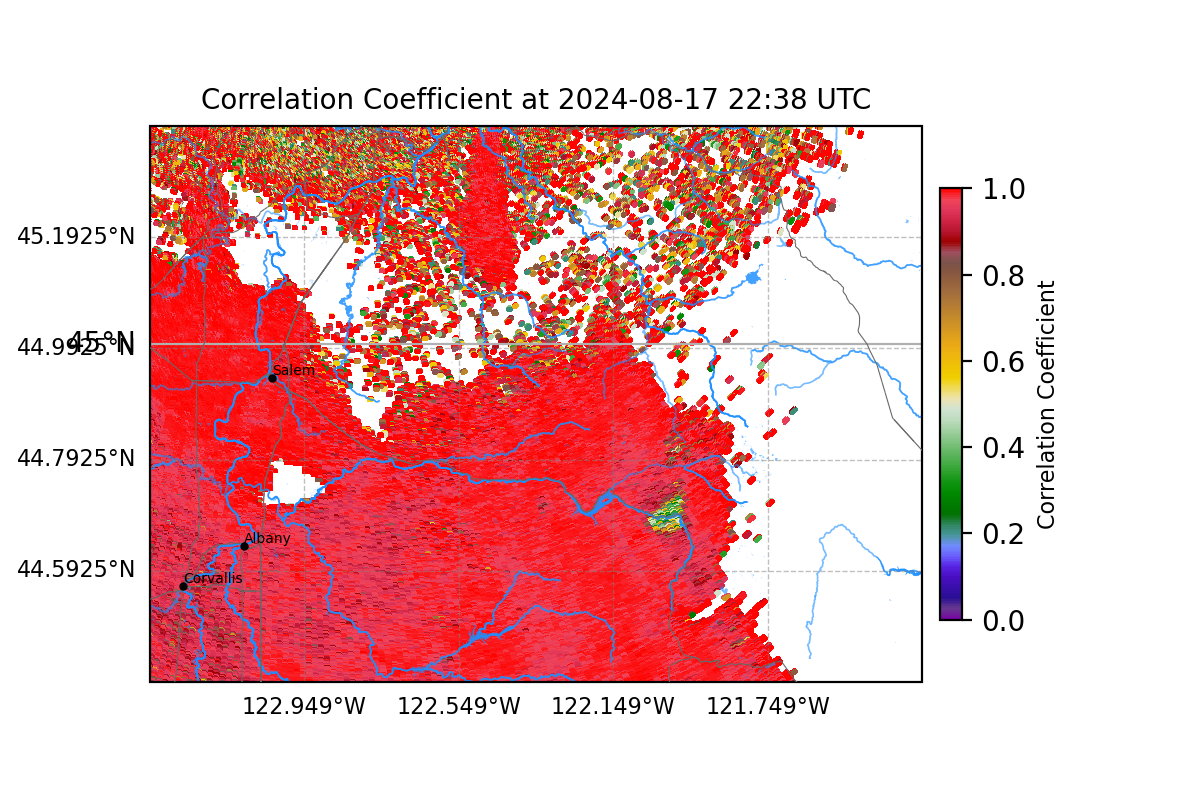 Correlation Coefficient at 2024-08-17 22:38 UTC
45.1925°N
45°N
44.9925°N
44.7925°N
44.5925°N
Salem
Albany
Corvallis
122.949°W
122.549°W
122.149°W
121.749°W
1.0
0.8
0.6
0.4
0.2
0.0
Correlation Coefficient